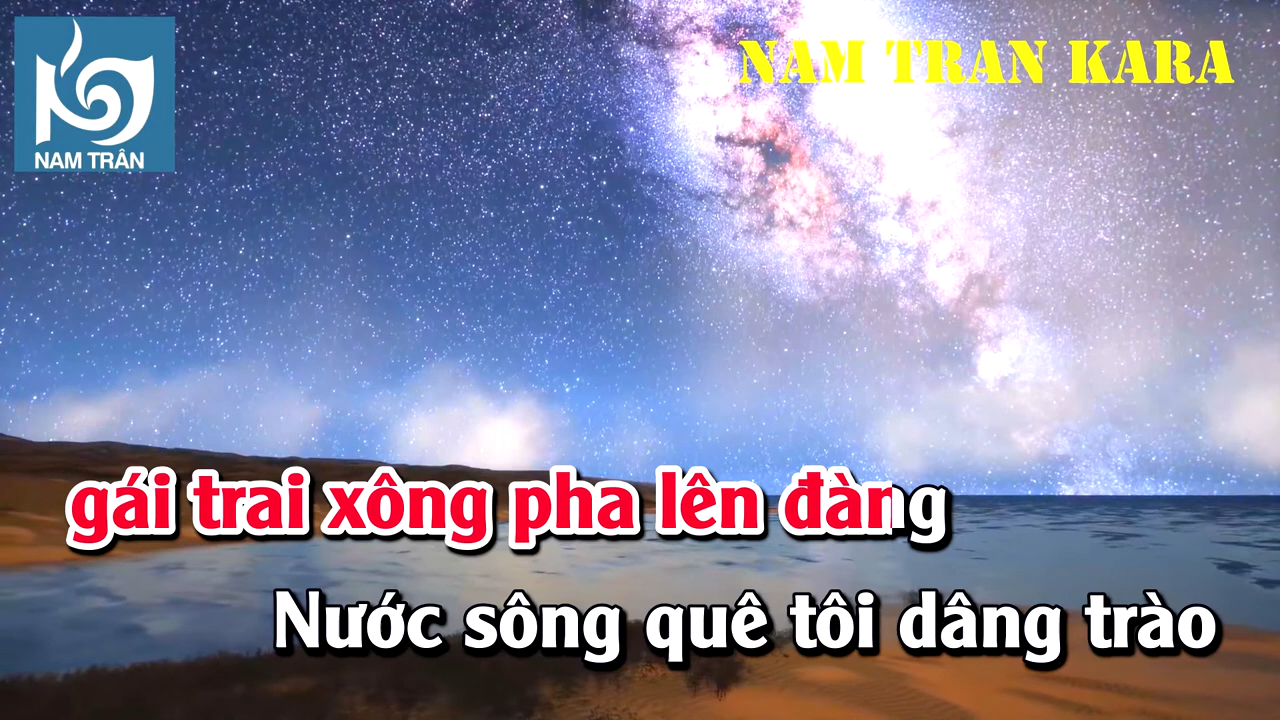 NAM TRAN KARA
NAM TRÂN
gái trai xông pha lên đàng
Nước sông quê tôi dâng trào